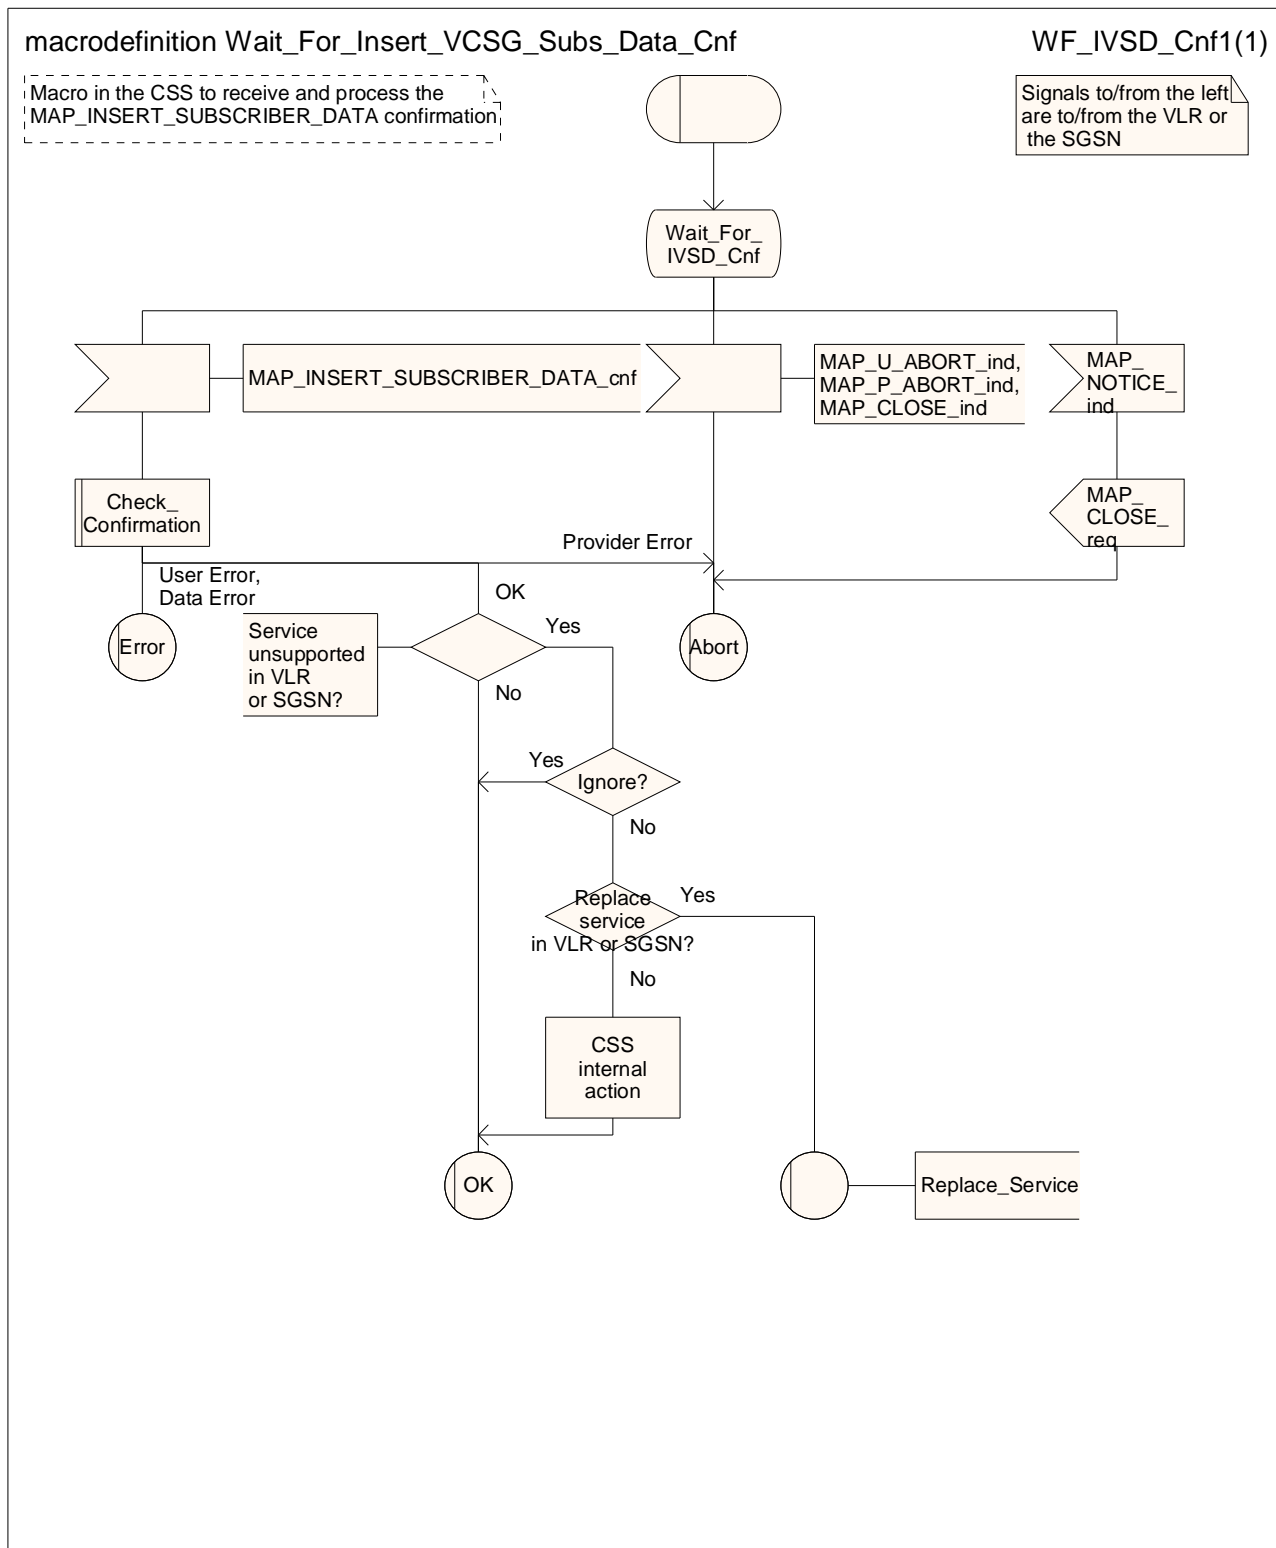 macrodefinition Wait_For_Insert_VCSG_Subs_Data_Cnf
WF_IVSD_Cnf1(1)
Macro in the CSS to receive and process the
MAP_INSERT_SUBSCRIBER_DATA confirmation
Signals to/from the left
are to/from the VLR or
the SGSN
Wait_For_
IVSD_Cnf
MAP_INSERT_SUBSCRIBER_DATA_cnf
MAP_U_ABORT_ind,
MAP_P_ABORT_ind,
MAP_CLOSE_ind
MAP_
NOTICE_
ind
Check_
Confirmation
MAP_
CLOSE_
req
Provider Error
User Error,
Data Error
OK
Error
Service
unsupported
in VLR
or SGSN?
Yes
Abort
No
Yes
Ignore?
No
Replace
service
in VLR or SGSN?
Yes
No
CSS
internal
action
OK
Replace_Service